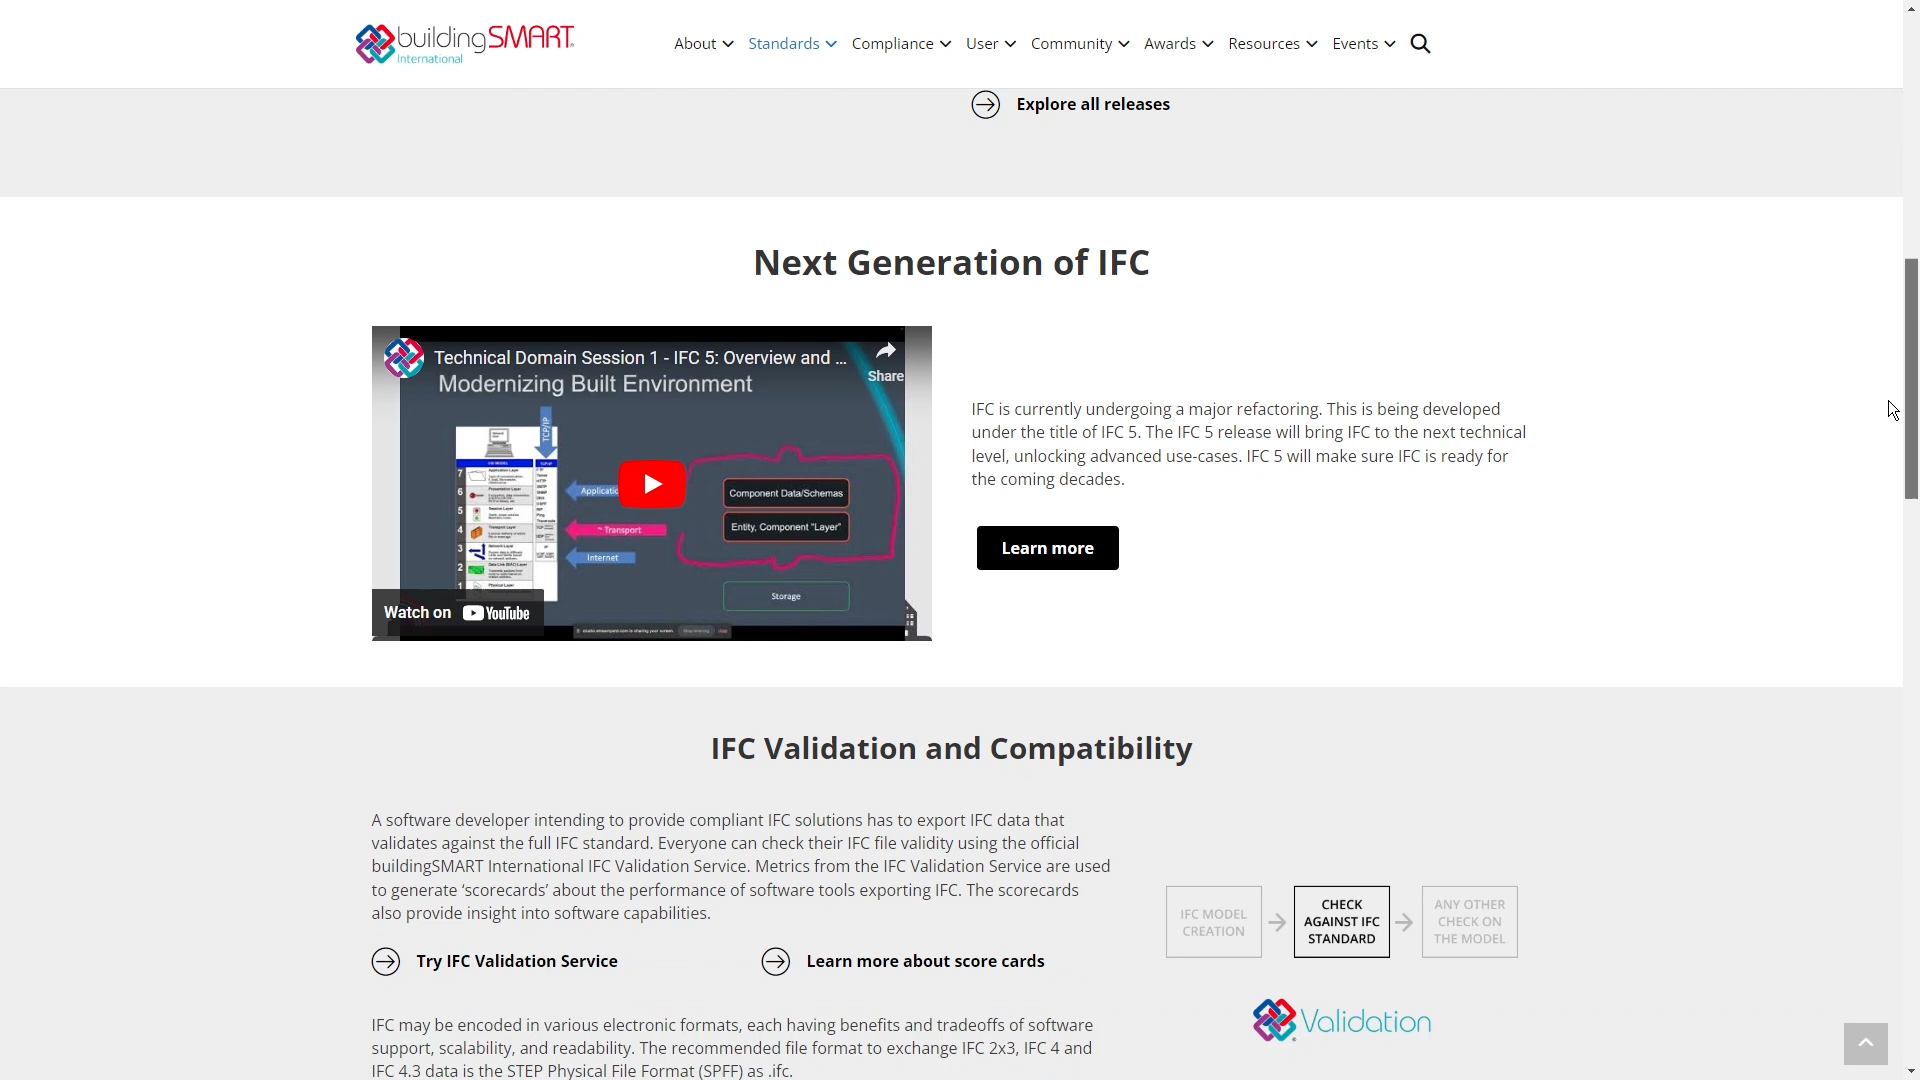 buildingSMART
International
About
Standards
Compliance
User
Community
Awards
Resources
Events
Explore all releases
Next Generation of IFC
Technical Domain Session 1 - IFC 5: Overview and ...
Share
Modernizing Built Environment
TCP/IP
7
6
5
4
3
2
1
Applicatio
~ Transport
Internet
Component Data/Schemas
Entity, Component "Layer"
Storage
Watch on YouTube
IFC is currently undergoing a major refactoring. This is being developed
under the title of IFC 5. The IFC 5 release will bring IFC to the next technical
level, unlocking advanced use-cases. IFC 5 will make sure IFC is ready for
the coming decades.
Learn more
IFC Validation and Compatibility
A software developer intending to provide compliant IFC solutions has to export IFC data that
validates against the full IFC standard. Everyone can check their IFC file validity using the official
buildingSMART International IFC Validation Service. Metrics from the IFC Validation Service are used
to generate ‘scorecards’ about the performance of software tools exporting IFC. The scorecards
also provide insight into software capabilities.
Try IFC Validation Service
Learn more about score cards
IFC MODEL
CREATION
CHECK
AGAINST IFC
STANDARD
ANY OTHER
CHECK ON
THE MODEL
Validation
IFC may be encoded in various electronic formats, each having benefits and tradeoffs of software
support, scalability, and readability. The recommended file format to exchange IFC 2x3, IFC 4 and
IFC 4.3 data is the STEP Physical File Format (SPFF) as .ifc.